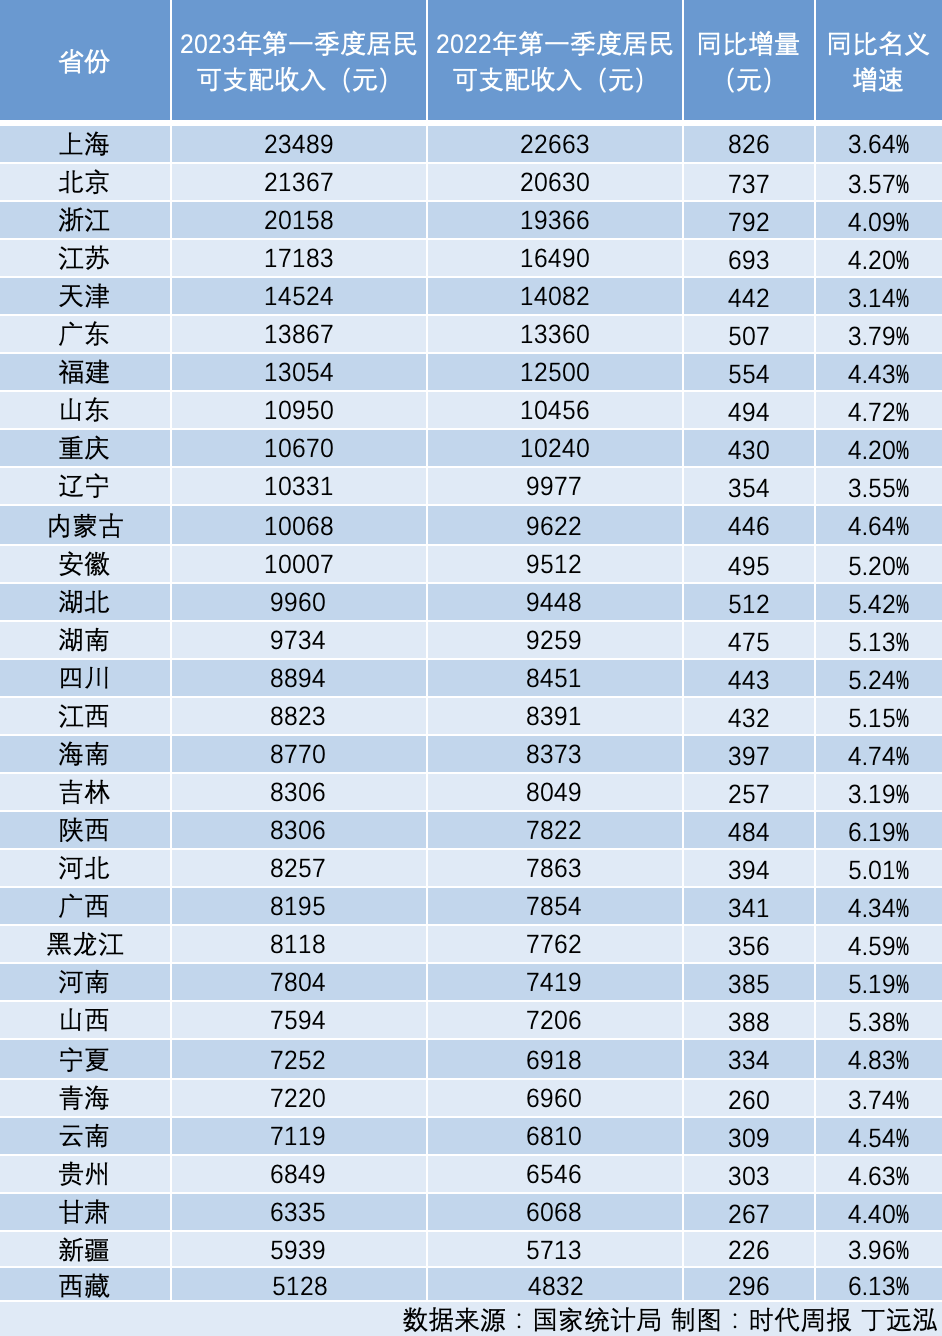 省份 2023年第一季度居民可支配收入（元） 2022年第一季度居民可支配收入（元） 同比增量（元） 同比名义增速
上海 23489 22663 826 3.64%
北京 21367 20630 737 3.57%
浙江 20158 19366 792 4.09%
江苏 17183 16490 693 4.20%
天津 14524 14082 442 3.14%
广东 13867 13360 507 3.79%
福建 13054 12500 554 4.43%
山东 10950 10456 494 4.72%
重庆 10670 10240 430 4.20%
辽宁 10331 9977 354 3.55%
内蒙古 10068 9622 446 4.64%
安徽 10007 9512 495 5.20%
湖北 9960 9448 512 5.42%
湖南 9734 9259 475 5.13%
四川 8894 8451 443 5.24%
江西 8823 8391 432 5.15%
海南 8770 8373 397 4.74%
吉林 8306 8049 257 3.19%
陕西 8306 7822 484 6.19%
河北 8257 7863 394 5.01%
广西 8195 7854 341 4.34%
黑龙江 8118 7762 356 4.59%
河南 7804 7419 385 5.19%
山西 7594 7206 388 5.38%
宁夏 7252 6918 334 4.83%
青海 7220 6960 260 3.74%
云南 7119 6810 309 4.54%
贵州 6849 6546 303 4.63%
甘肃 6335 6068 267 4.40%
新疆 5939 5713 226 3.96%
西藏 5128 4832 296 6.13%
数据来源：国家统计局 制图：时代周报 丁远泓